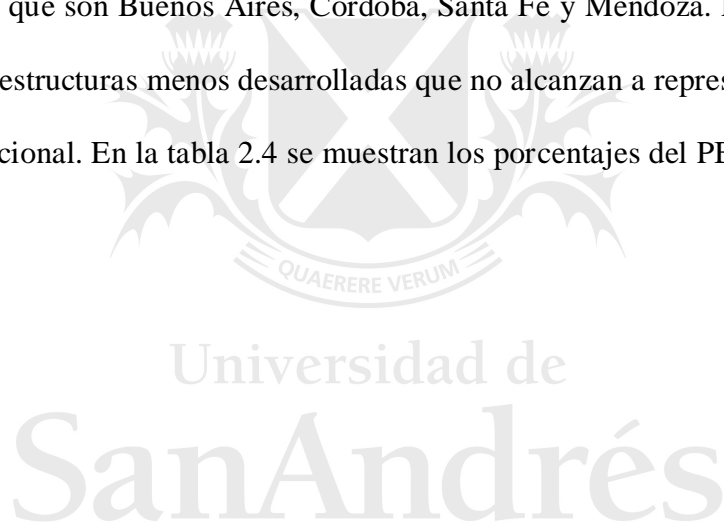 que son Buenos Aires, Córdoba, Santa Fe y Mendoza.
estructuras menos desarrolladas que no alcanzan a repres
cional. En la tabla 2.4 se muestran los porcentajes del
QUAERERE VERUM
Universidad de
SanAndrés